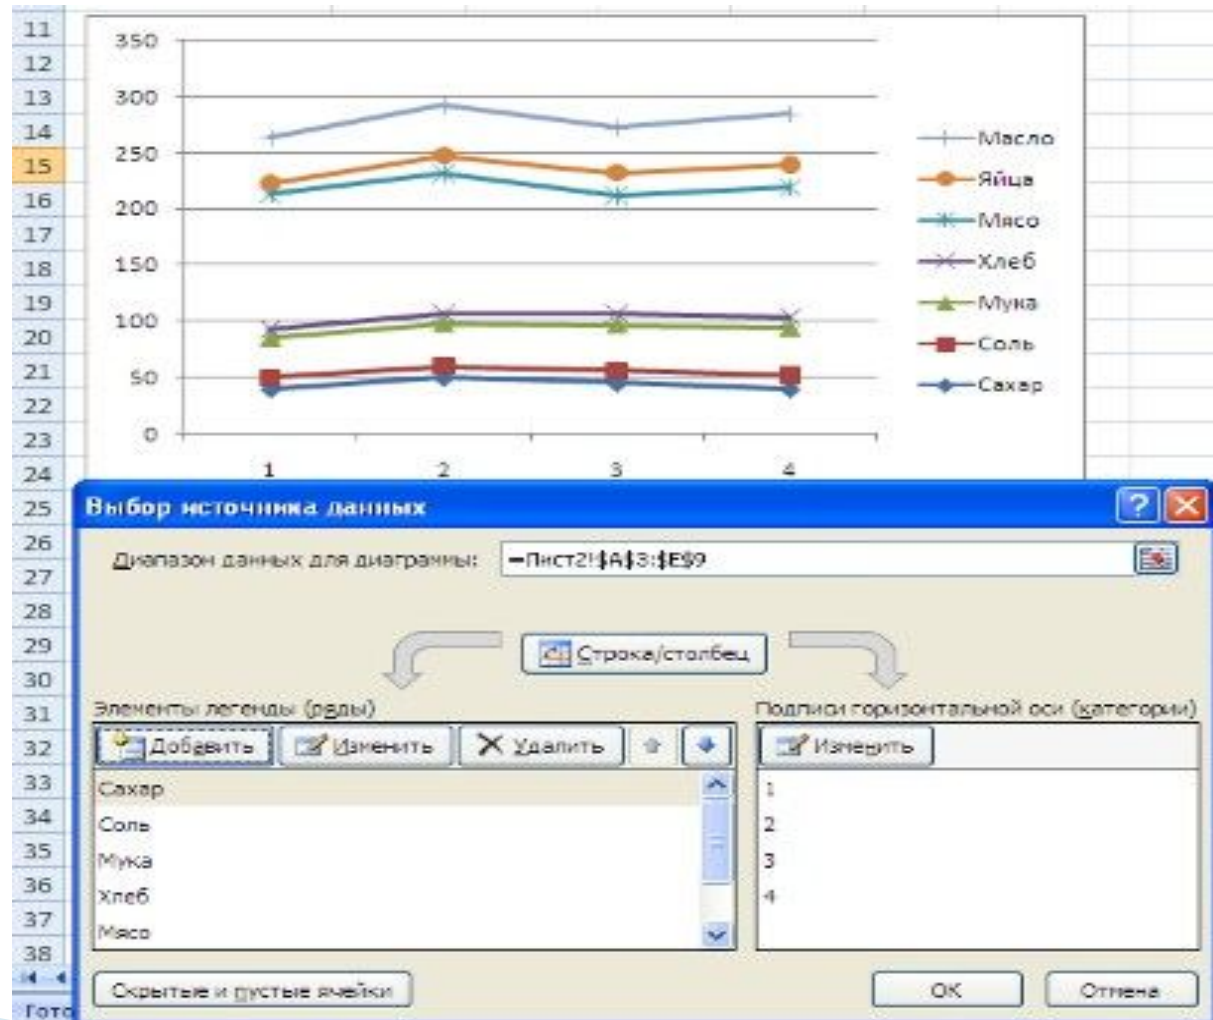 11
12
13
14
15
16
17
18
19
20
21
22
23
24
25
26
27
28
29
30
31
32
33
34
35
36
37
38
350
300
250
200
150
100
50
0
1 2 3 4
Масло
Яйца
Мясо
Хлеб
Мука
Соль
Сахар
Выбор источника данных
Диапазон данных для диаграммы: =Лист2!$A$3:$E$9
Строка/столбец
Элементы легенды (ряды)
Добавить Изменить Удалить
Сахар
Соль
Мука
Хлеб
Мясо
Подписи горизонтальной оси (категории)
Изменить
1
2
3
4
Скрытые и пустые ячейки
ОК Отмена
Гото